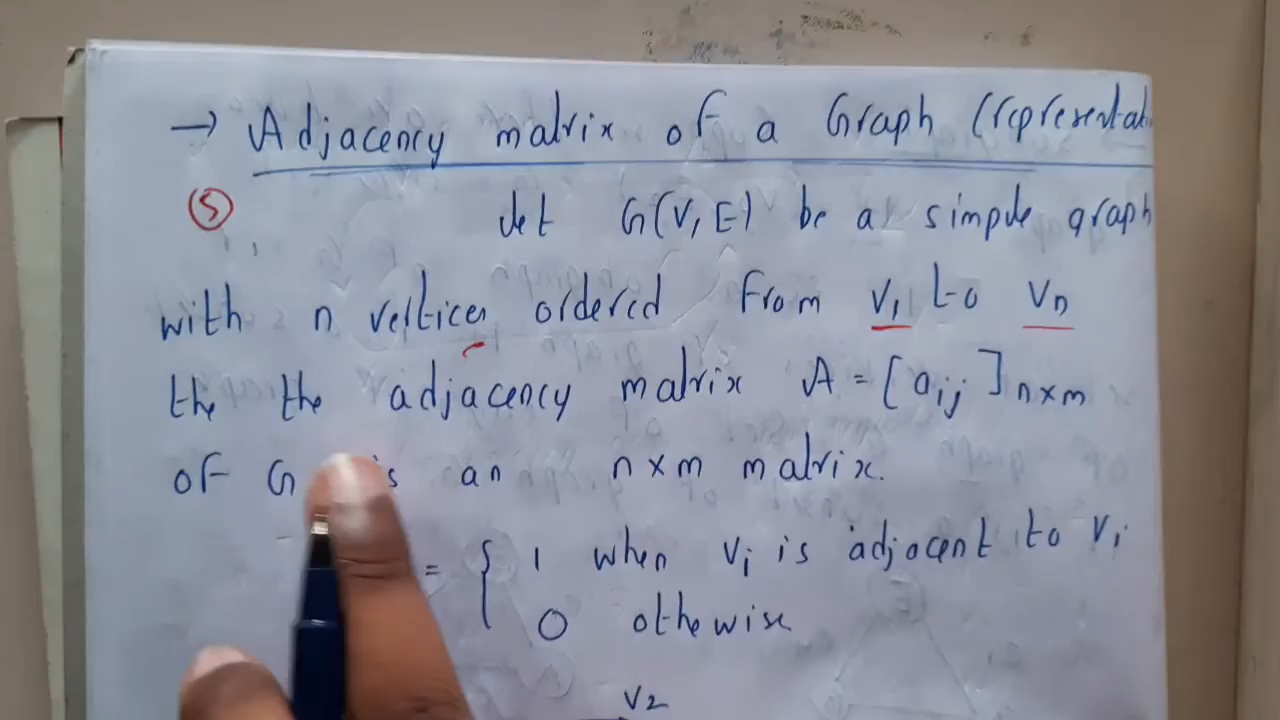 → Adjacency matrix of a Graph (representati
5 Let G(V,E) be a simple graph
with n vertices ordered from V1 to Vn
the the adjacency matrix A = [aij]n×m
of G is an n×m matrix.
= { 1 when Vi is adjacent to Vj
0 otherwise
V2